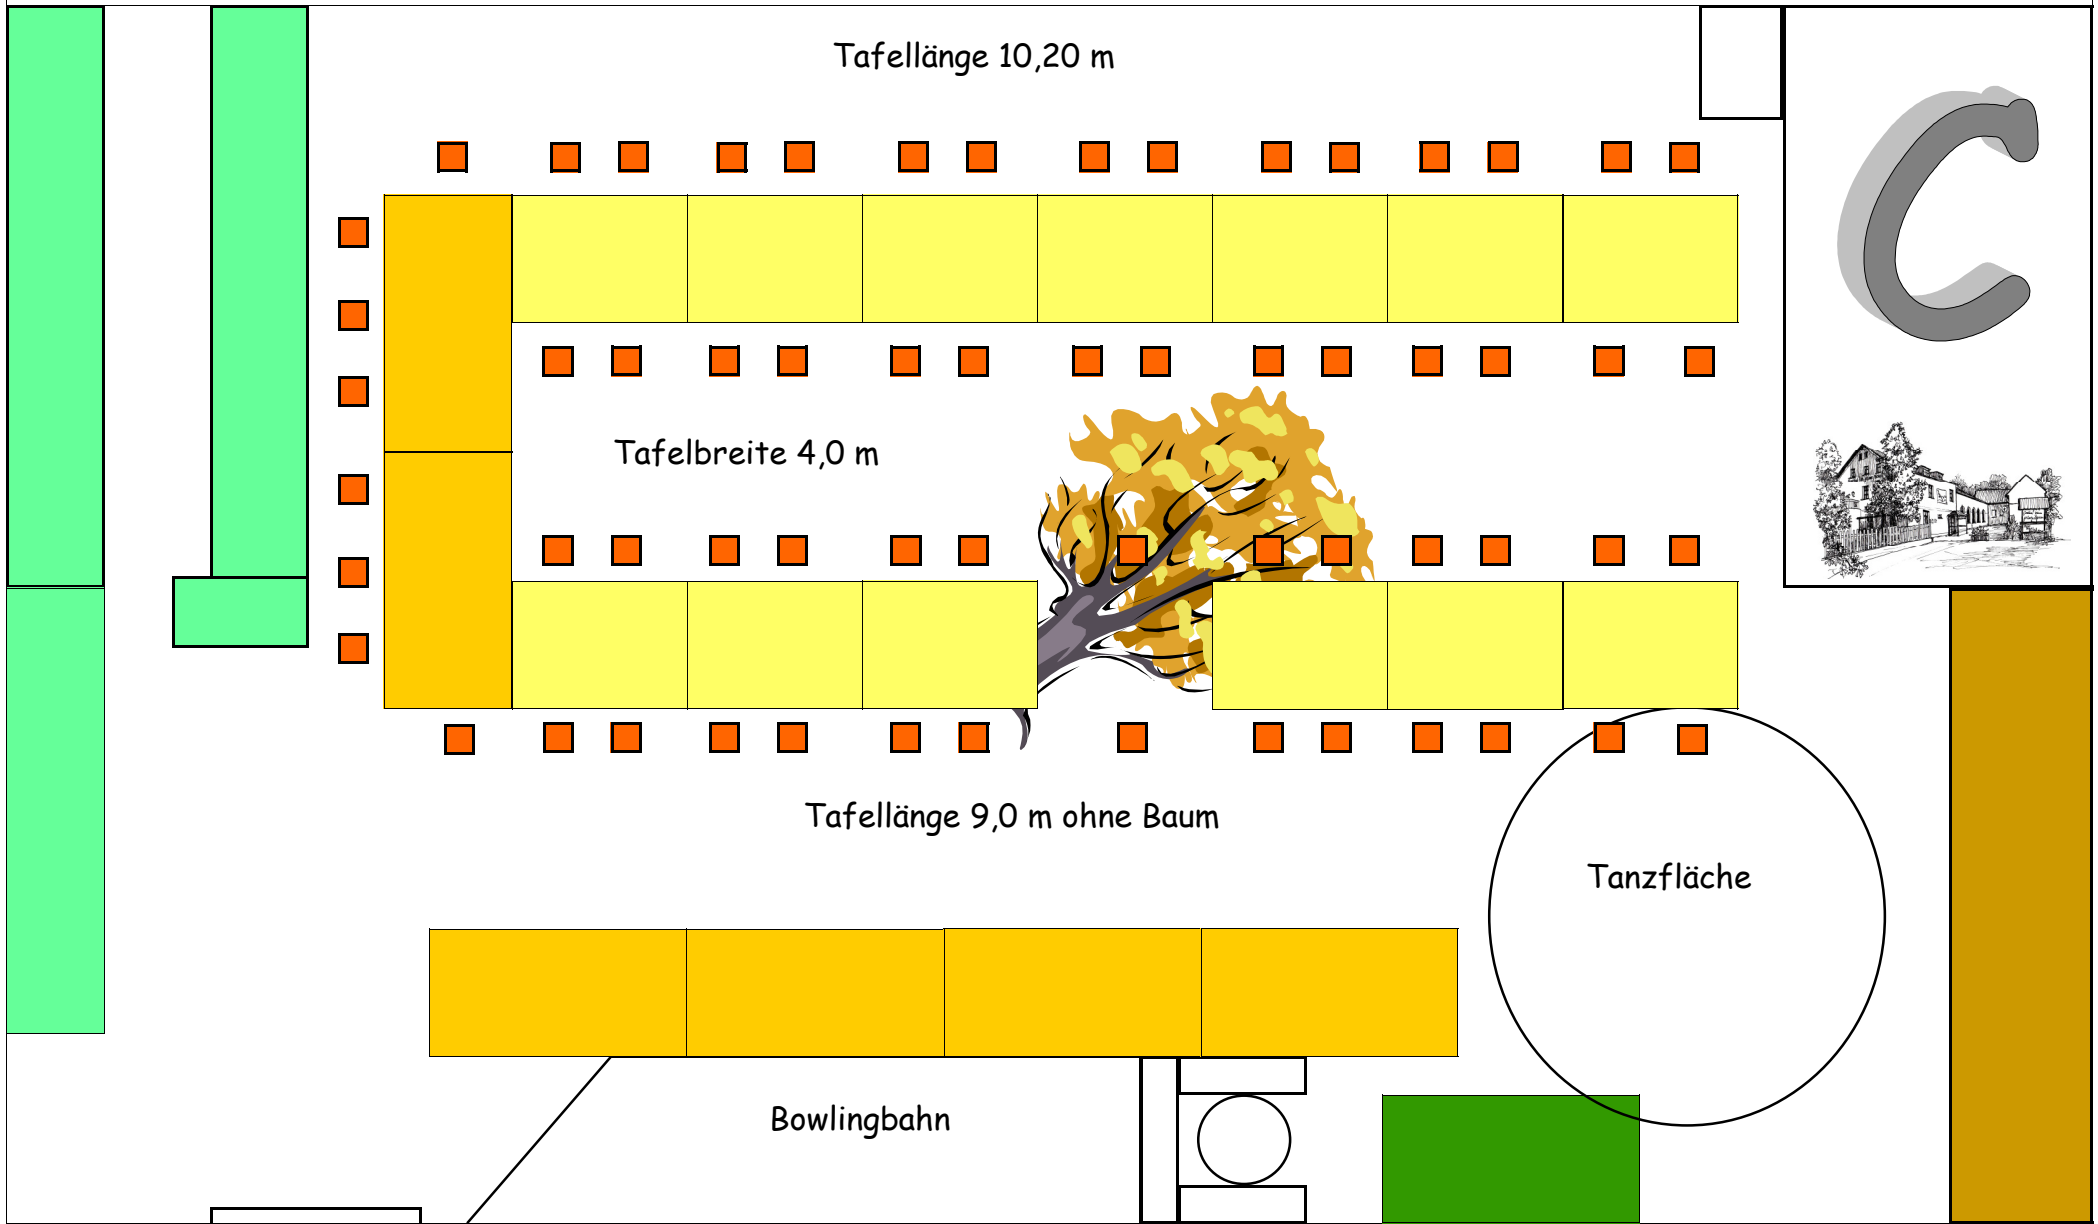 Tafellänge 10,20 m
C
Tafelbreite 4,0 m
Tafellänge 9,0 m ohne Baum
Tanzfläche
Bowlingbahn